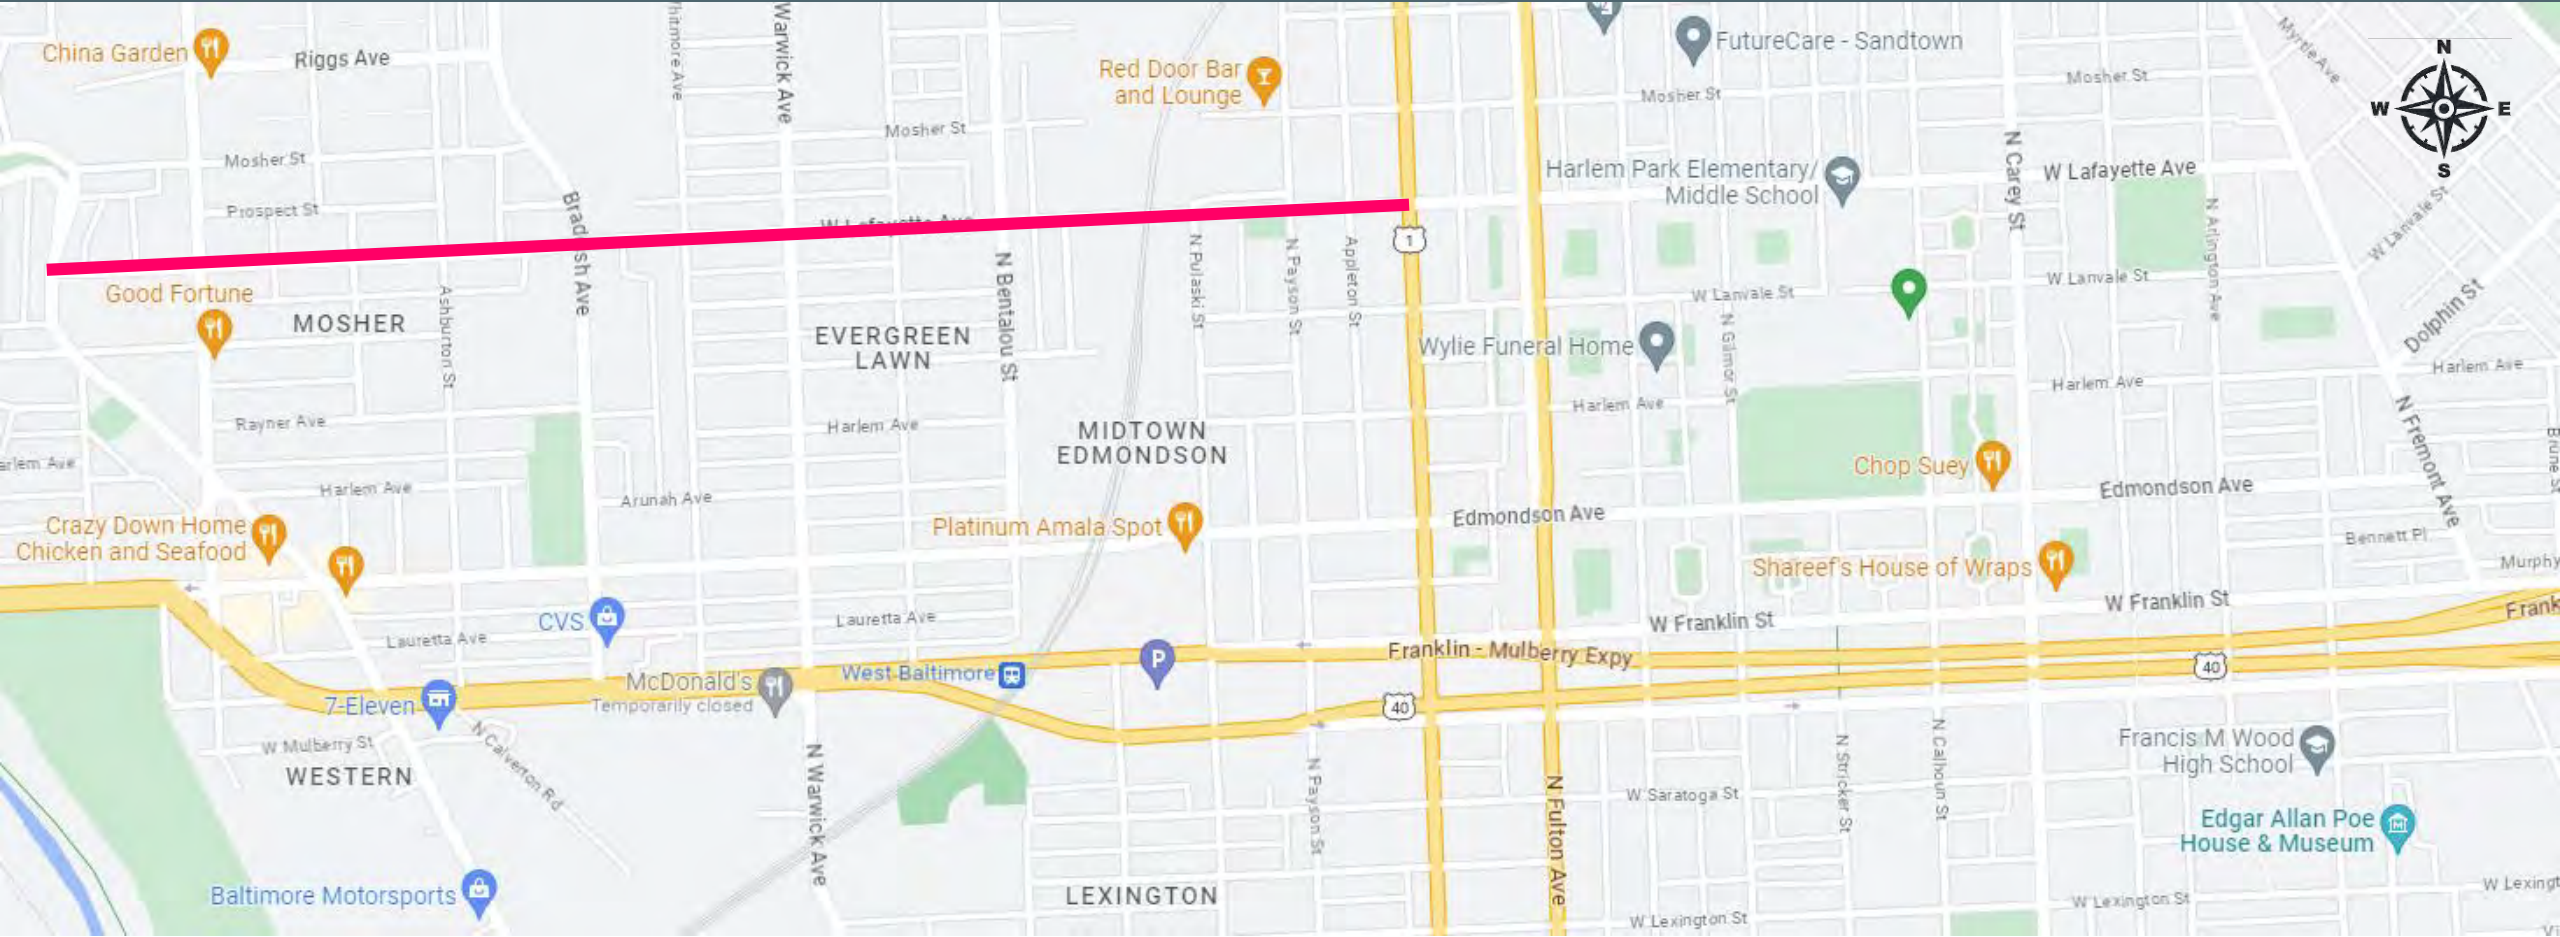 China Garden
Riggs Ave
Warwick Ave
Red Door Bar
and Lounge
FutureCare - Sandtown
Mosher St
Mosher St
Myrtle Ave
N
W
E
S
Mosher St
Mosher St
Prospect St
Bradish Ave
Harlem Park Elementary/
Middle School
N Carey St
W Lafayette Ave
W Lanvale St
N Arlington Ave
1
N Pulaski St
N Payson St
Appleton St
N Bentalou St
W Lanvale St
W Lanvale St
Dolphin St
Good Fortune
MOSHER
Ashburton St
EVERGREEN
LAWN
Wylie Funeral Home
N Gilmor St
Harlem Ave
Harlem Ave
Harlem Ave
N Fremont Ave
Rayner Ave
Harlem Ave
MIDTOWN
EDMONDSON
Harlem Ave
Arunah Ave
Chop Suey
Edmondson Ave
Edmondson Ave
Crazy Down Home
Chicken and Seafood
Platinum Amala Spot
Bennett Pl
Murphy
Shareef's House of Wraps
W Franklin St
W Franklin St
Frank
CVS
Lauretta Ave
Lauretta Ave
Franklin - Mulberry Expy
40
West Baltimore
P
McDonald's
Temporarily closed
7-Eleven
40
W Mulberry St
WESTERN
N Calverton Rd
N Warwick Ave
N Payson St
N Fulton Ave
W Saratoga St
N Stricker St
N Calhoun St
Francis M Wood
High School
Edgar Allan Poe
House & Museum
Baltimore Motorsports
LEXINGTON
W Lexington St
W Lexington St
W Lexingt